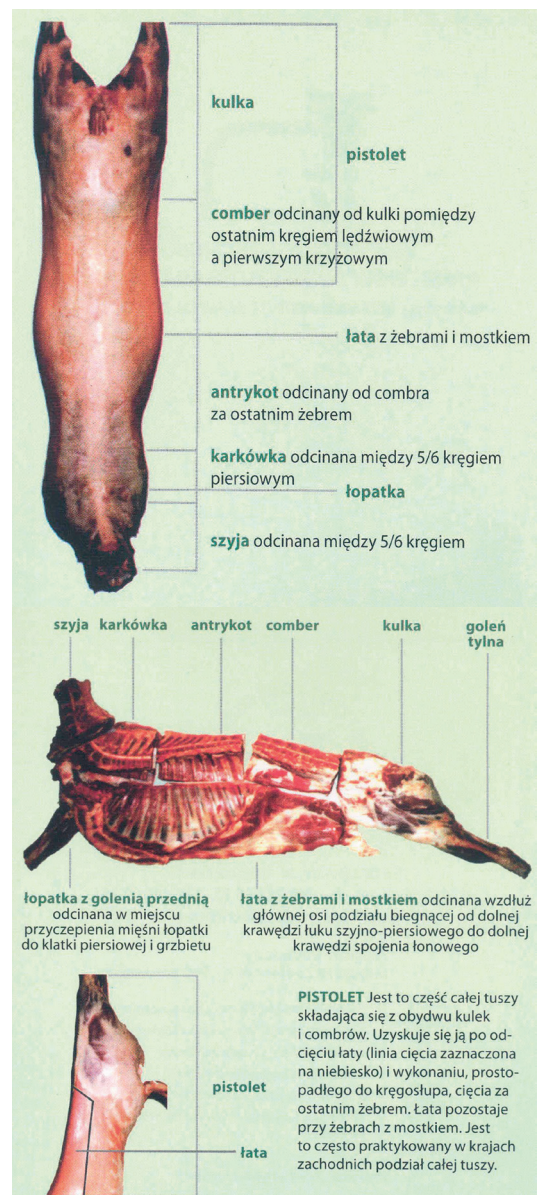 kulka
pistolet
comber odcinany od kulki pomiędzy
ostatnim kręgiem lędźwiowym
a pierwszym krzyżowym
łata z żebrami i mostkiem
antrykot odcinany od combra
za ostatnim żebrem
karkówka odcinana między 5/6 kręgiem
piersiowym
łopatka
szyja odcinana między 5/6 kręgiem
szyja karkówka antrykot comber kulka goleń
tylna
łopatka z golenią przednią
odcinana w miejscu
przyczepienia mięśni łopatki
do klatki piersiowej i grzbietu
łata z żebrami i mostkiem odcinana wzdłuż
głównej osi podziału biegnącej od dolnej
krawędzi łuku szyjno-piersiowego do dolnej
krawędzi spojenia łonowego
PISTOLET Jest to część całej tuszy
składająca się z obydwu kulek
i combrów. Uzyskuje się ją po od-
cięciu łaty (linia cięcia zaznaczona
na niebiesko) i wykonaniu, prosto-
padłego do kręgosłupa, cięcia za
ostatnim żebrem. Łata pozostaje
przy żebrach z mostkiem. Jest
to często praktykowany w krajach
zachodnich podział całej tuszy.
pistolet
łata